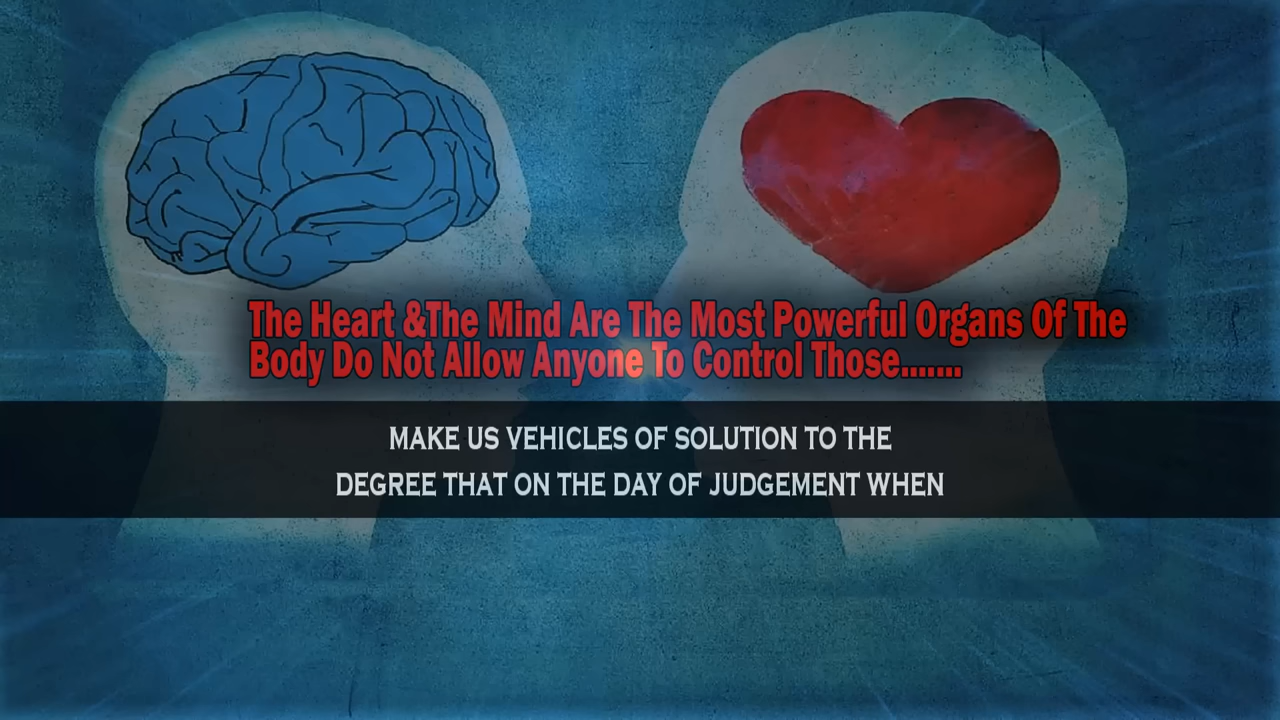 The Heart &The Mind Are The Most Powerful Organs Of The
Body Do Not Allow Anyone To Control Those.......
MAKE US VEHICLES OF SOLUTION TO THE
DEGREE THAT ON THE DAY OF JUDGEMENT WHEN